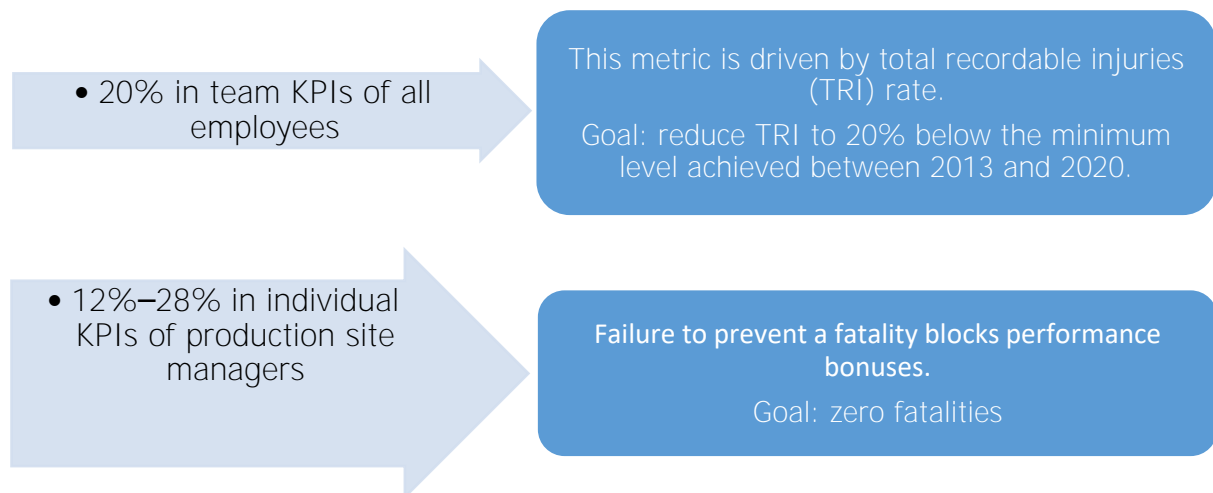 • 20% in team KPIs of all
employees
This metric is driven by total recordable injuries
(TRI) rate.
Goal: reduce TRI to 20% below the minimum
level achieved between 2013 and 2020.
• 12%–28% in individual
KPIs of production site
managers
Failure to prevent a fatality blocks performance
bonuses.
Goal: zero fatalities